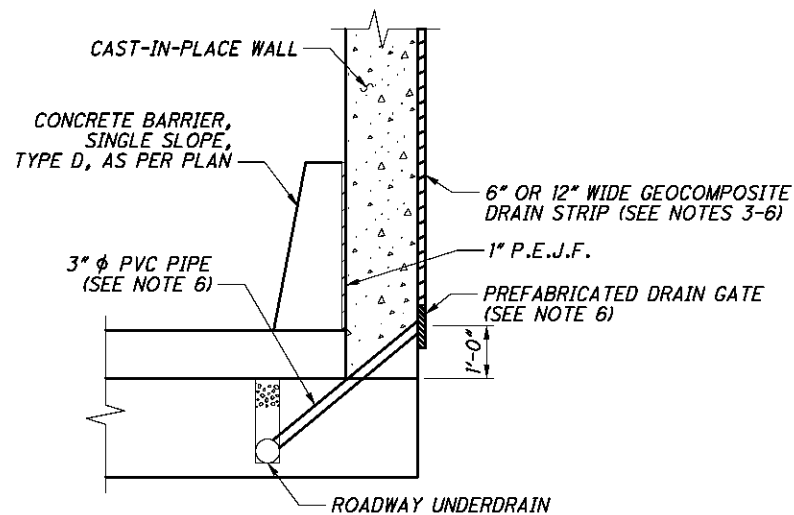 CAST-IN-PLACE WALL
CONCRETE BARRIER,
SINGLE SLOPE,
TYPE D, AS PER PLAN
3" φ PVC PIPE
(SEE NOTE 6)
6" OR 12" WIDE GEOCOMPOSITE
DRAIN STRIP (SEE NOTES 3-6)
1" P.E.J.F.
PREFABRICATED DRAIN GATE
(SEE NOTE 6)
1'-0"
ROADWAY UNDERDRAIN